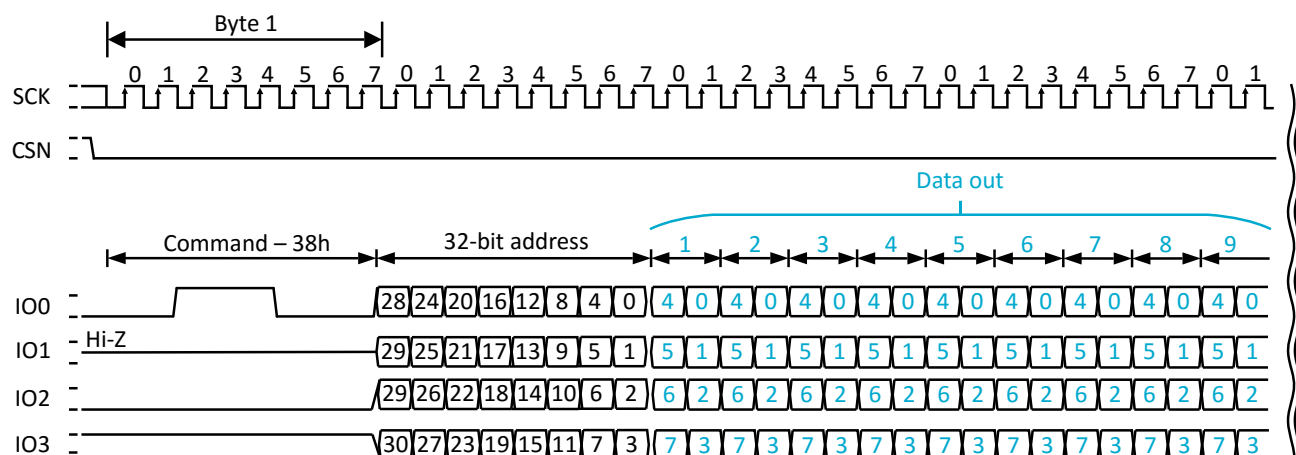 Byte 1
SCK 0 1 2 3 4 5 6 7 0 1 2 3 4 5 6 7 0 1 2 3 4 5 6 7 0 1 2 3 4 5 6 7 0 1
CSN
Data out
Command – 38h 32-bit address 1 2 3 4 5 6 7 8 9
IO0 28 24 20 16 12 8 4 0 4 0 4 0 4 0 4 0 4 0 4 0 4 0 4 0 4 0
IO1 Hi-Z 29 25 21 17 13 9 5 1 5 1 5 1 5 1 5 1 5 1 5 1 5 1 5 1 5 1
IO2 29 26 22 18 14 10 6 2 6 2 6 2 6 2 6 2 6 2 6 2 6 2 6 2 6 2
IO3 30 27 23 19 15 11 7 3 7 3 7 3 7 3 7 3 7 3 7 3 7 3 7 3 7 3